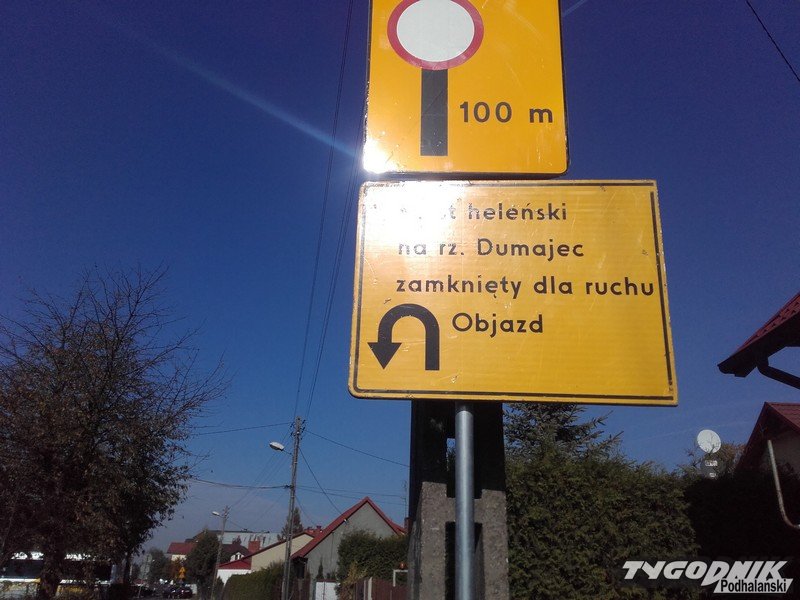 100 m
heleński
na rz. Dumajec
zamknięty dla ruchu
Objazd
TYGODNIK
Podhalański